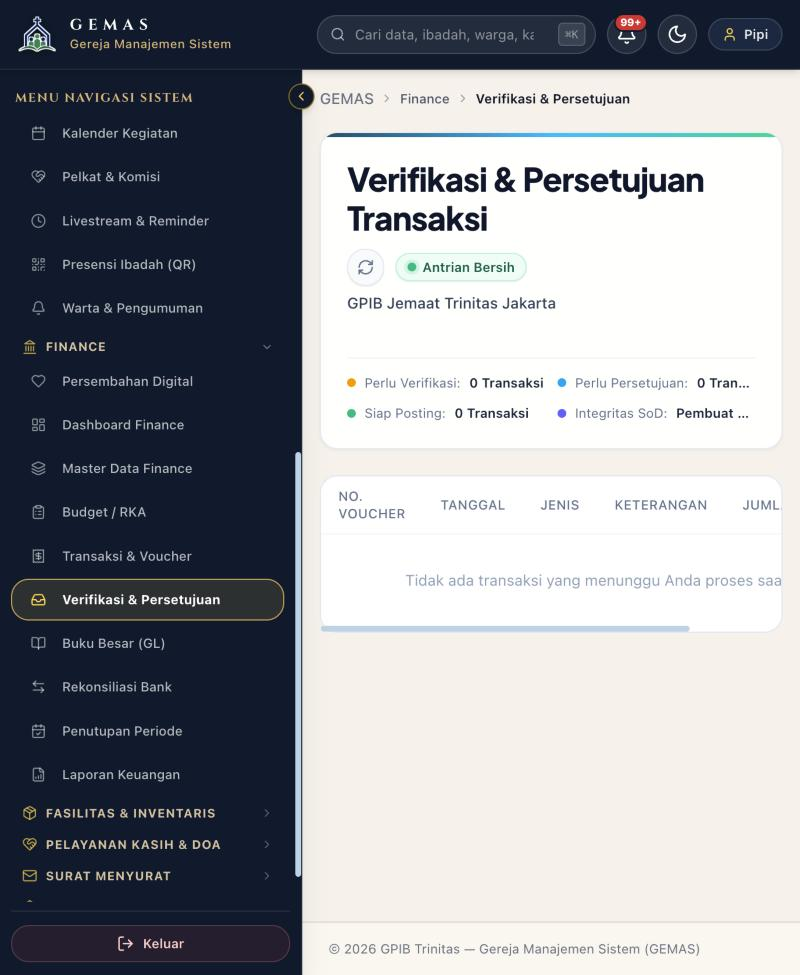 GEMAS
Gereja Manajemen Sistem
Cari data, ibadah, warga, ka
⌘K
99+
Pipi
MENU NAVIGASI SISTEM
Kalender Kegiatan
Pelkat & Komisi
Livestream & Reminder
Presensi Ibadah (QR)
Warta & Pengumuman
FINANCE
Persembahan Digital
Dashboard Finance
Master Data Finance
Budget / RKA
Transaksi & Voucher
Verifikasi & Persetujuan
Buku Besar (GL)
Rekonsiliasi Bank
Penutupan Periode
Laporan Keuangan
FASILITAS & INVENTARIS
PELAYANAN KASIH & DOA
SURAT MENYURAT
Keluar
GEMAS > Finance > Verifikasi & Persetujuan
Verifikasi & Persetujuan
Transaksi
Antrian Bersih
GPIB Jemaat Trinitas Jakarta
Perlu Verifikasi: 0 Transaksi
Perlu Persetujuan: 0 Tran...
Siap Posting: 0 Transaksi
Integritas SoD: Pembuat ...
NO. VOUCHER
TANGGAL
JENIS
KETERANGAN
JUML
Tidak ada transaksi yang menunggu Anda proses saa
© 2026 GPIB Trinitas — Gereja Manajemen Sistem (GEMAS)